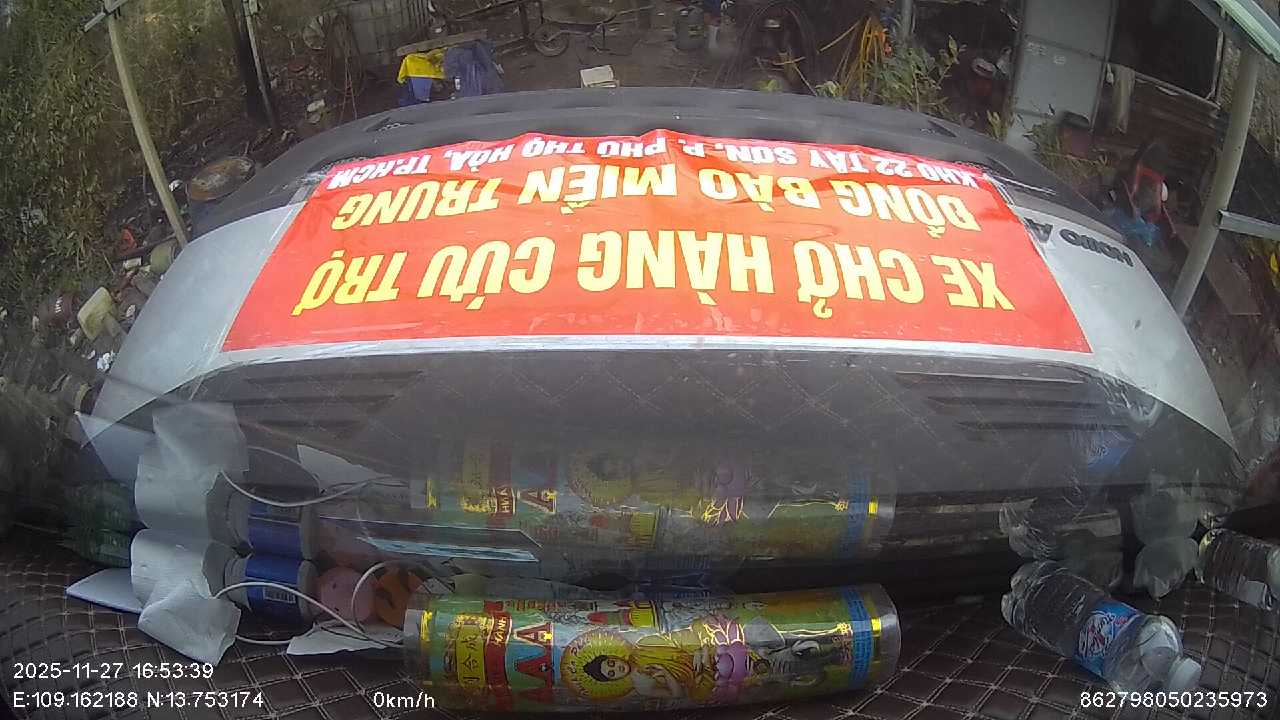 XE CHỞ HÀNG CỨU TRỢ
ĐỒNG BÀO MIỀN TRUNG
KHO 22 TÂY SƠN, P. PHÚ THỌ HÒA, TP.HCM
2025-11-27 16:53:39
E:109.162188 N:13.753174
0km/h
862798050235973